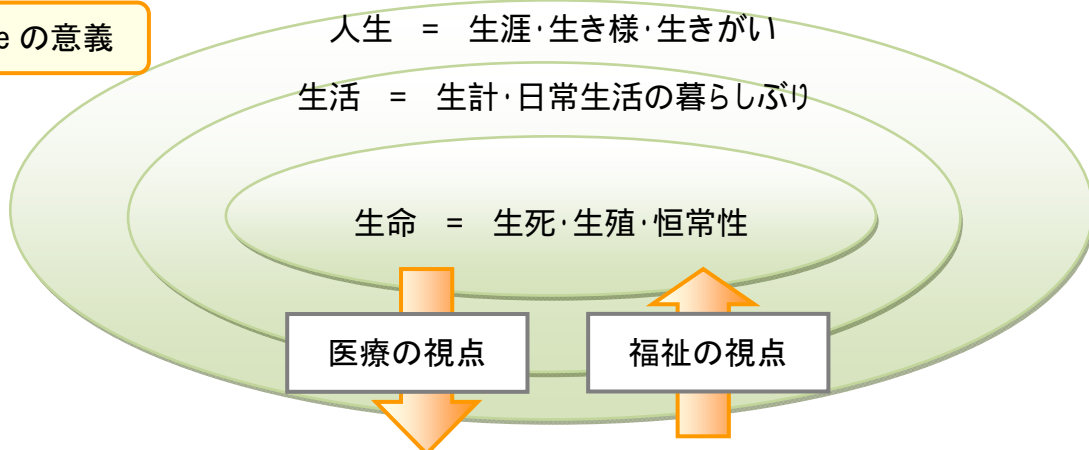 e の意義
人生 = 生涯・生き様・生きがい
生活 = 生計・日常生活の暮らしぶり
生命 = 生死・生殖・恒常性
医療の視点
福祉の視点